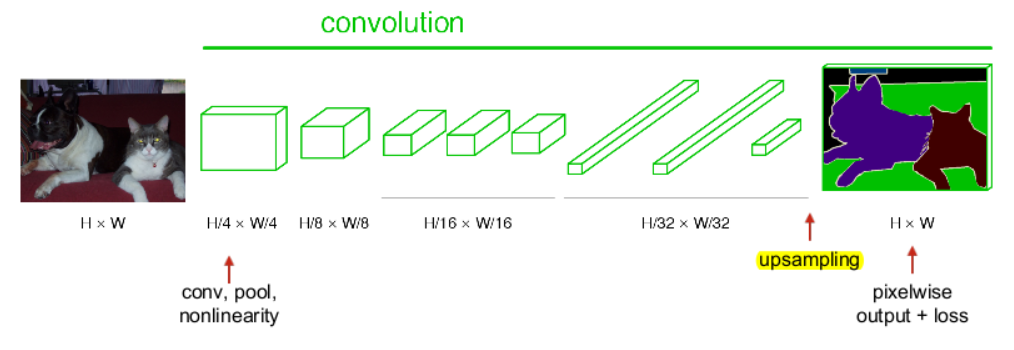 convolution
H × W
H/4 × W/4
H/8 × W/8
H/16 × W/16
H/32 × W/32
H × W
upsampling
conv, pool,
nonlinearity
pixelwise
output + loss